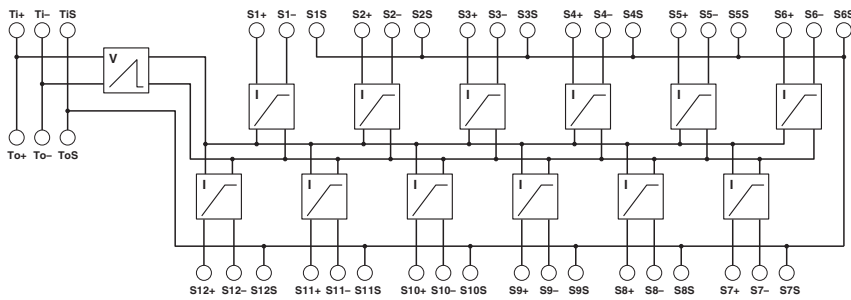 Ti+ Ti– TiS S1+ S1– S1S S2+ S2– S2S S3+ S3– S3S S4+ S4– S4S S5+ S5– S5S S6+ S6– S6S
V
I I I I I I
To+ To– ToS
I I I I I I
S12+ S12– S12S S11+ S11– S11S S10+ S10– S10S S9+ S9– S9S S8+ S8– S8S S7+ S7– S7S